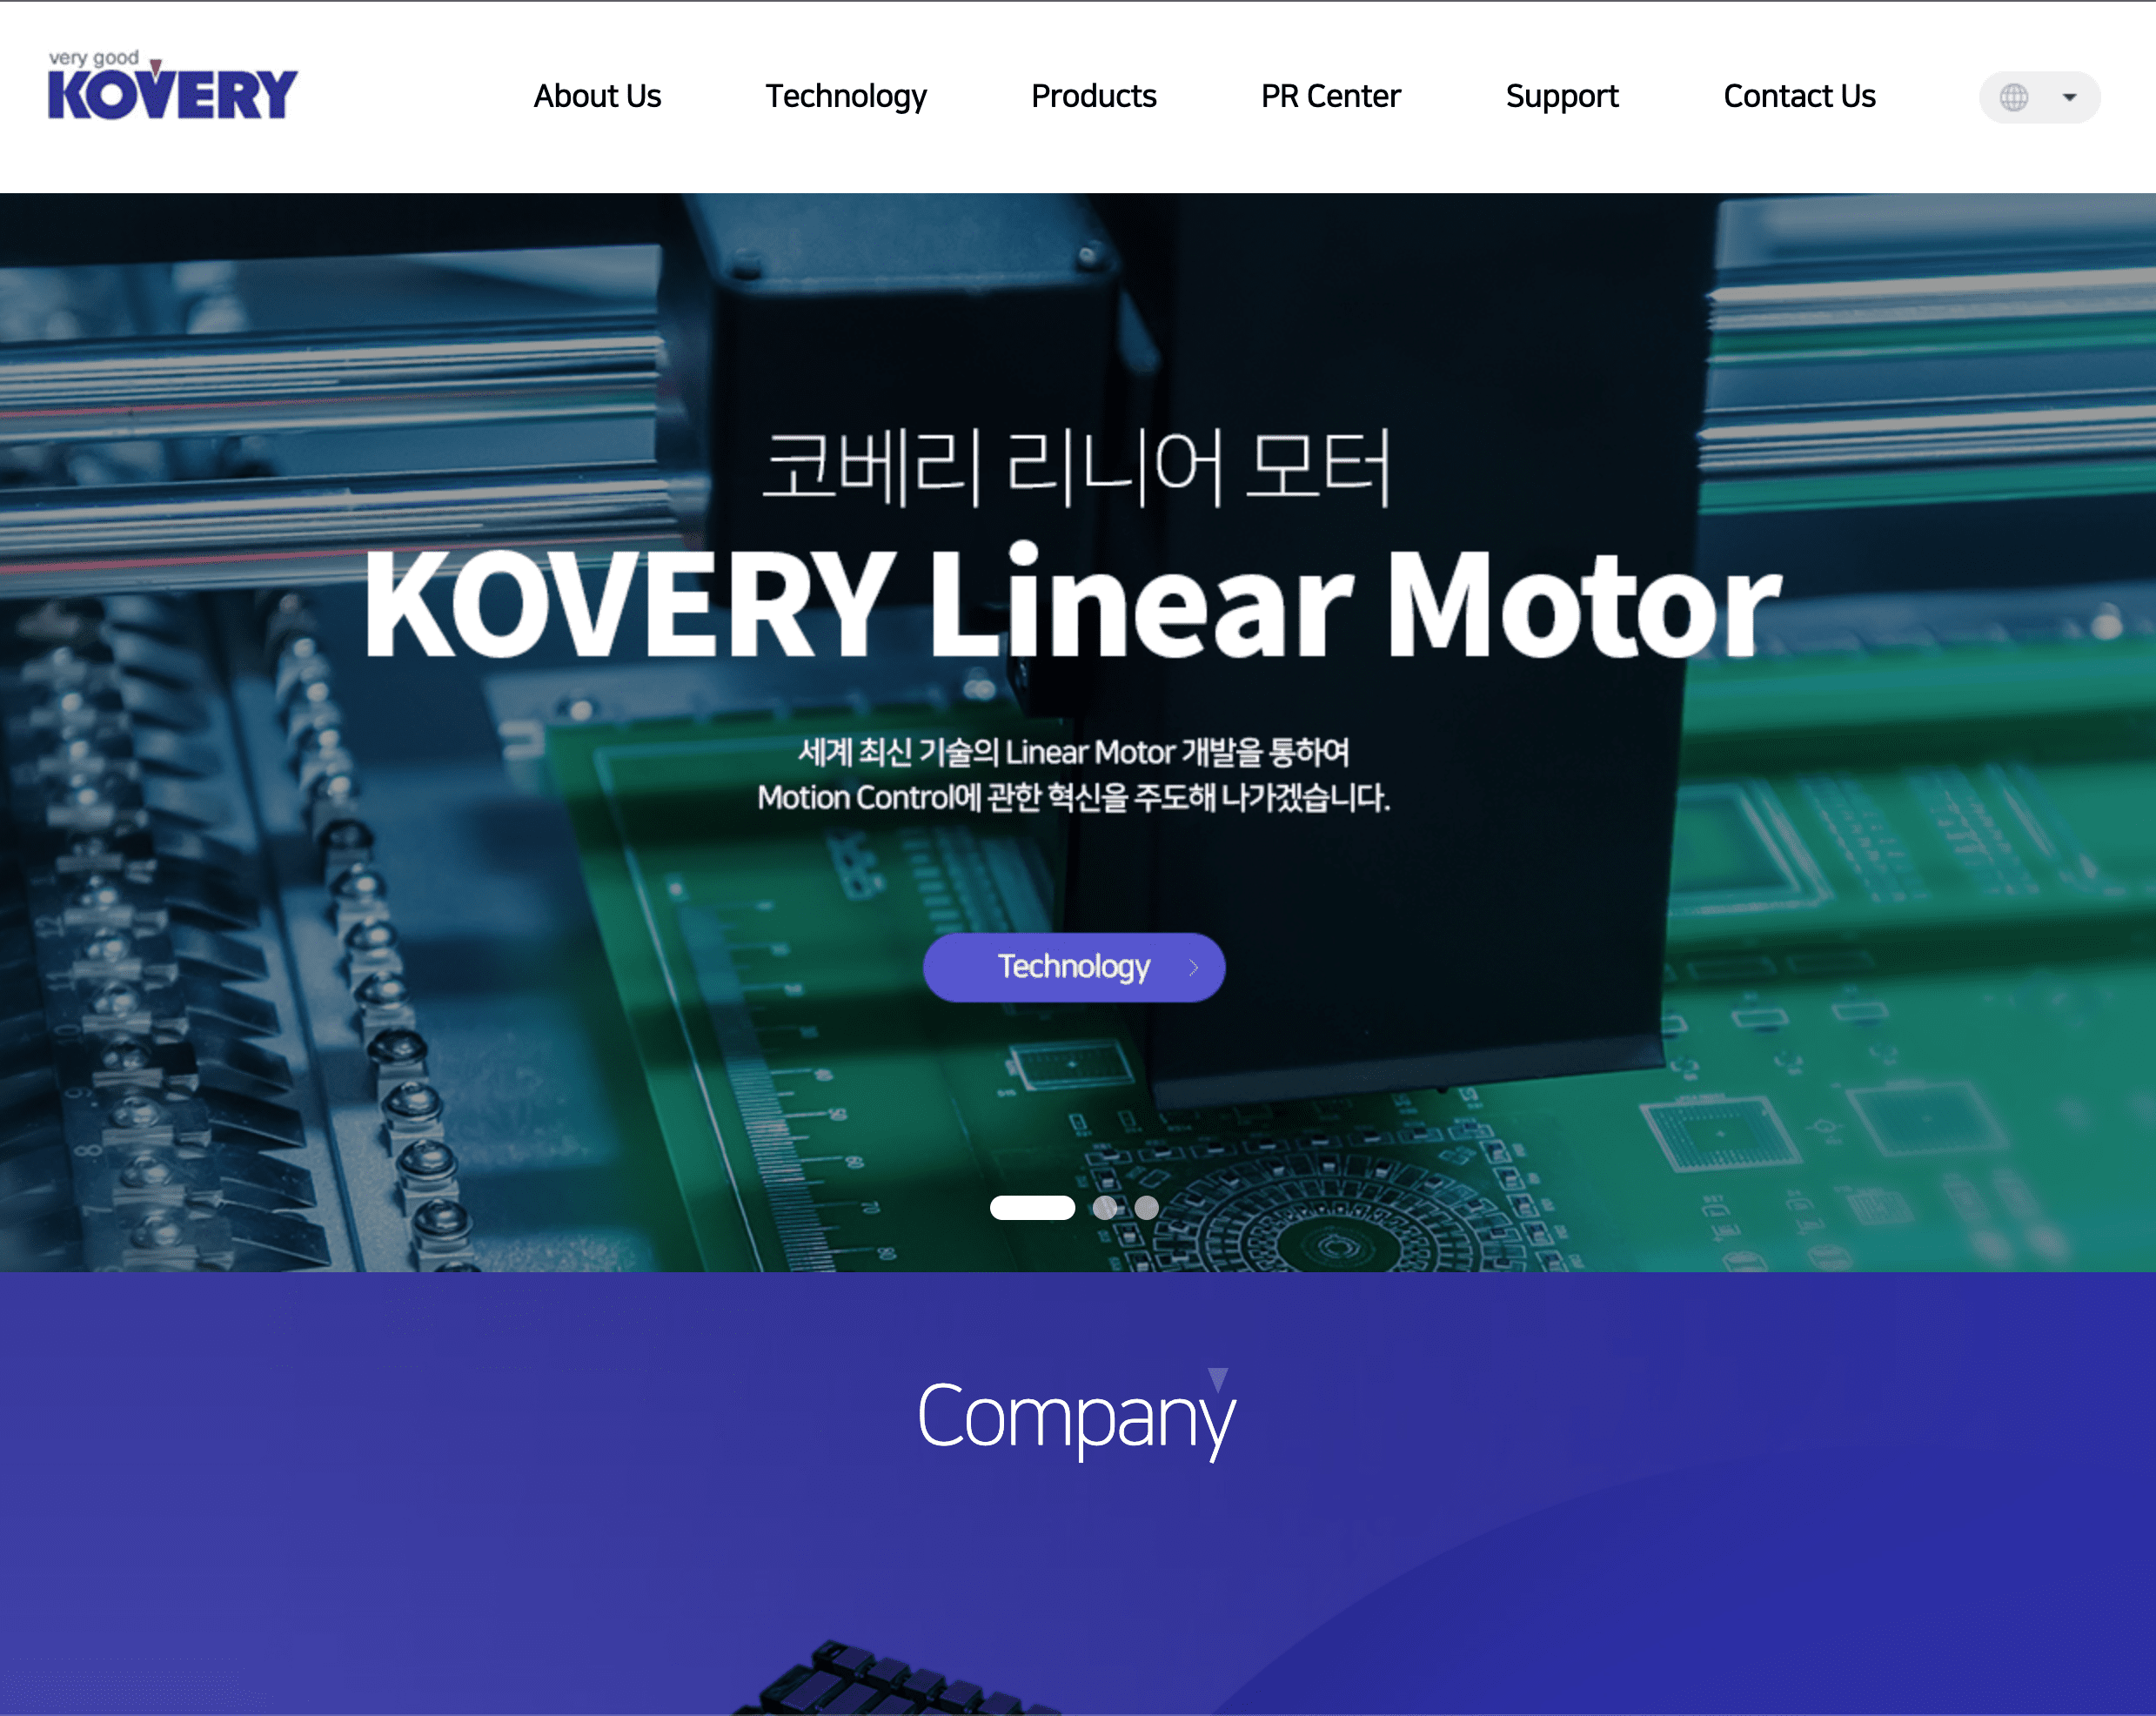 very good
KOVERY
About Us
Technology
Products
PR Center
Support
Contact Us
코베리 리니어 모터
KOVERY Linear Motor
세계 최신 기술의 Linear Motor 개발을 통하여
Motion Control에 관한 혁신을 주도해 나가겠습니다.
Technology
Company